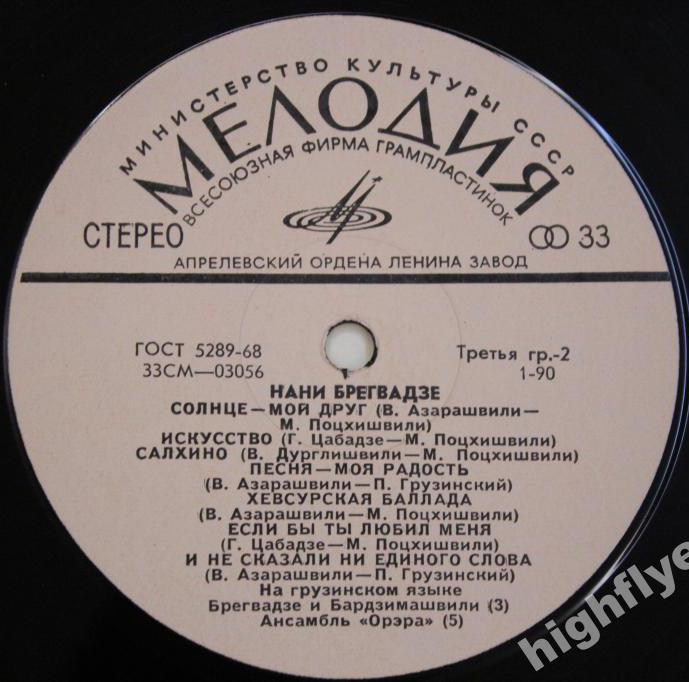 МИНИСТЕРСТВО КУЛЬТУРЫ СССР
МЕЛОДИЯ
ВСЕСОЮЗНАЯ ФИРМА ГРАМПЛАСТИНОК
СТЕРЕО 33
АПРЕЛЕВСКИЙ ОРДЕНА ЛЕНИНА ЗАВОД
ГОСТ 5289-68 Третья гр.-2
33СМ—03056 1-90
НАНИ БРЕГВАДЗЕ
СОЛНЦЕ—МОЙ ДРУГ (В. Азарашвили—
М. Поцхишвили)
ИСКУССТВО (Г. Цабадзе—М. Поцхишвили)
САЛХИНО (В. Дурглишвили—М. Поцхишвили)
ПЕСНЯ—МОЯ РАДОСТЬ
(В. Азарашвили—П. Грузинский)
ХЕВСУРСКАЯ БАЛЛАДА
(В. Азарашвили—М. Поцхишвили)
ЕСЛИ БЫ ТЫ ЛЮБИЛ МЕНЯ
(Г. Цабадзе—М. Поцхишвили)
И НЕ СКАЗАЛИ НИ ЕДИНОГО СЛОВА
(В. Азарашвили—П. Грузинский)
На грузинском языке
Брегвадзе и Бардзимашвили (3)
Ансамбль «Орэра» (5)
highflye